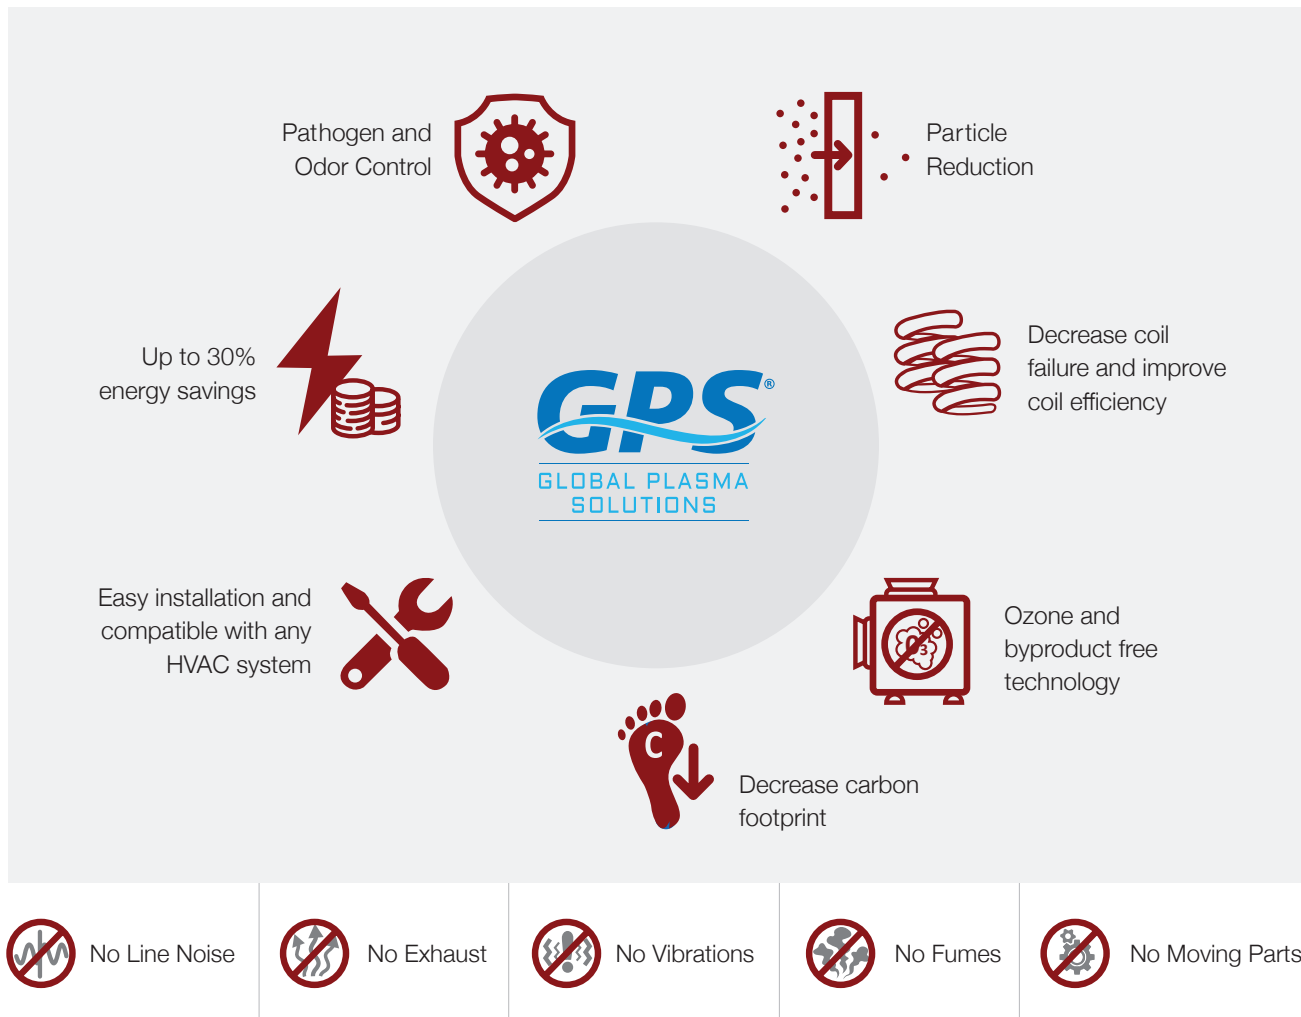 Pathogen and
Odor Control
Particle
Reduction
Up to 30%
energy savings
Decrease coil
failure and improve
coil efficiency
GPS®
GLOBAL PLASMA
SOLUTIONS
Easy installation and
compatible with any
HVAC system
O3
Ozone and
byproduct free
technology
C
Decrease carbon
footprint
No Line Noise
No Exhaust
No Vibrations
No Fumes
No Moving Parts